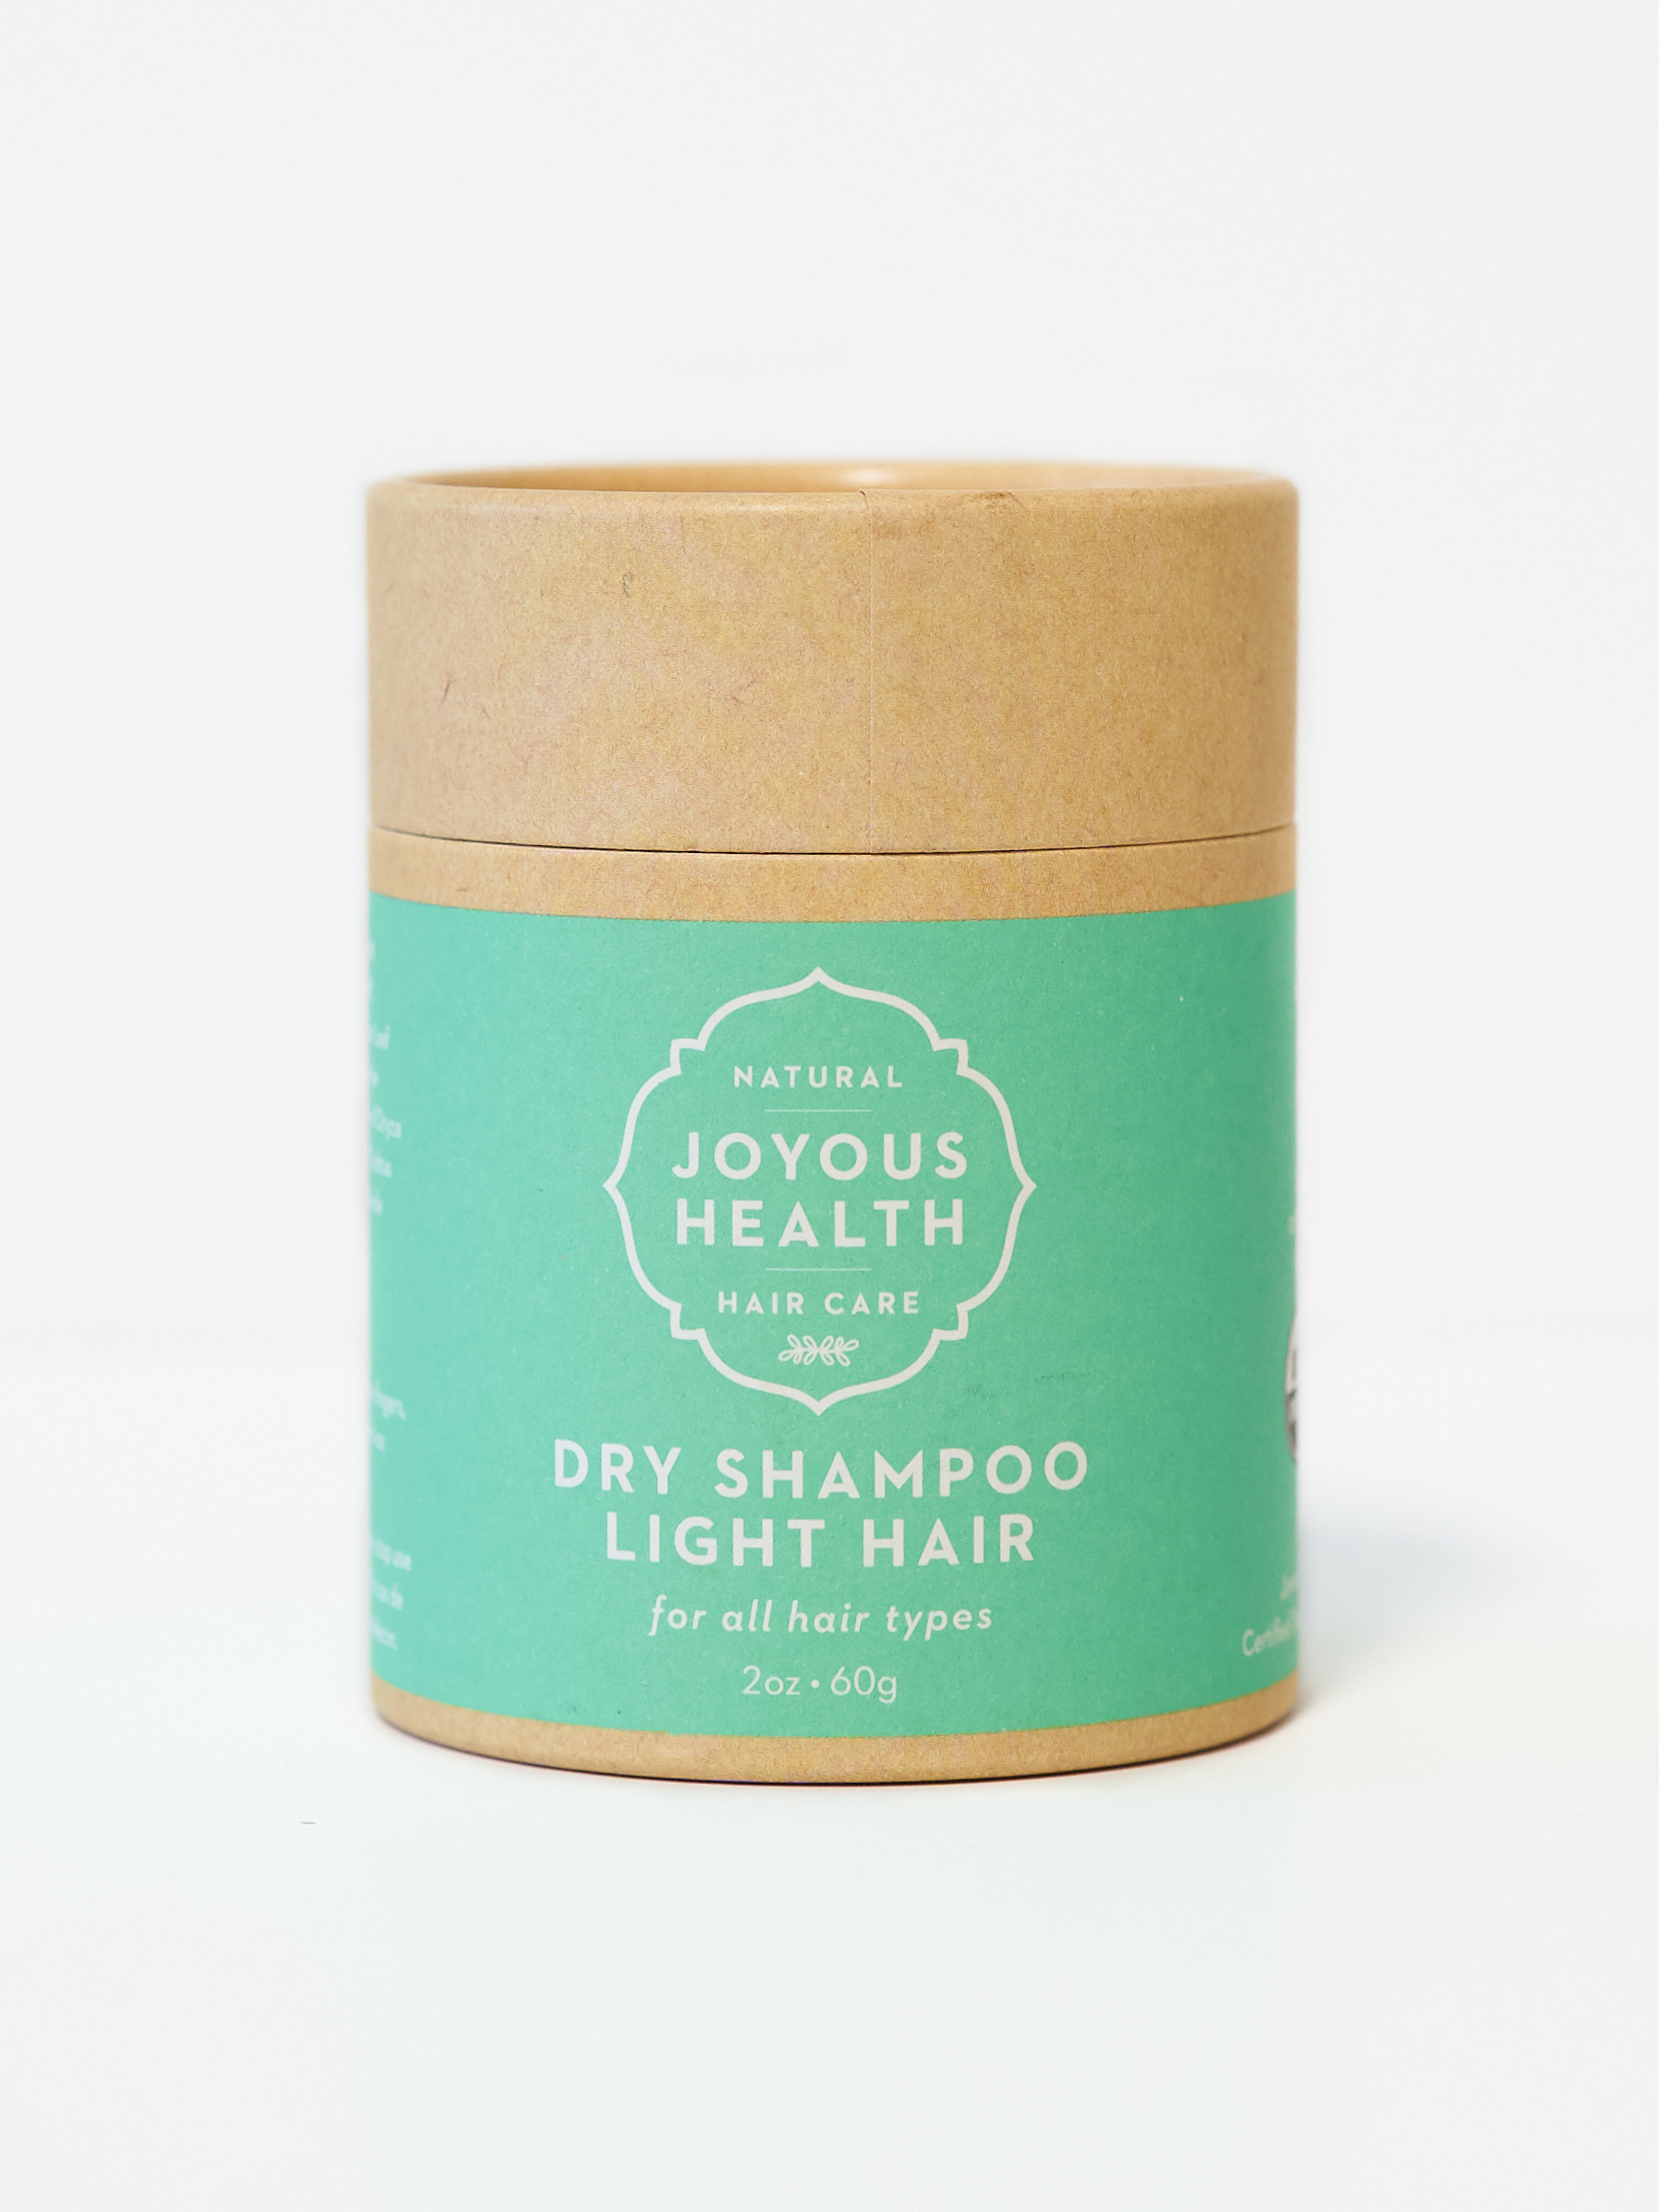 NATURAL
JOYOUS
HEALTH
HAIR CARE
DRY SHAMPOO
LIGHT HAIR
for all hair types
2oz • 60g